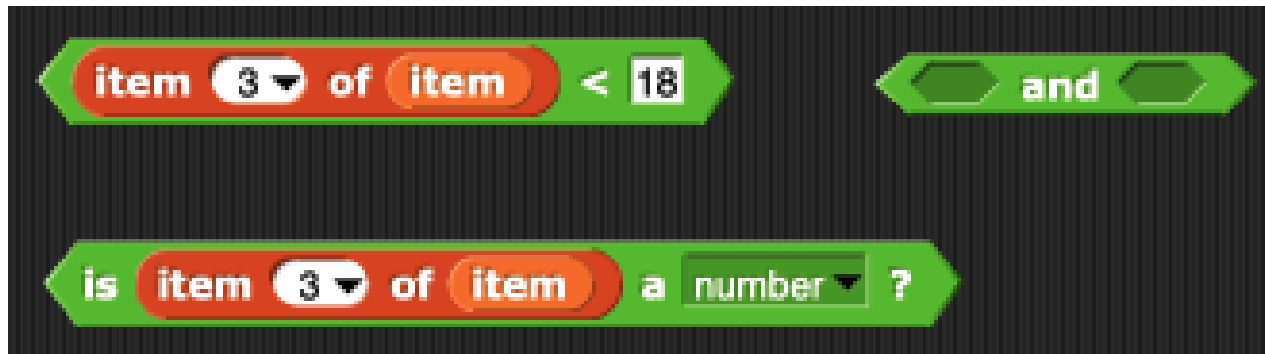 item 3 of item < 18
and
is item 3 of item a number ?